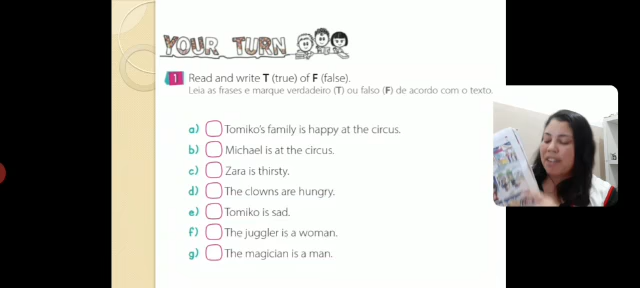 YOUR TURN
1 Read and write T (true) of F (false).
Leia as frases e marque verdadeiro (T) ou falso (F) de acordo com o texto.
a) Tomiko's family is happy at the circus.
b) Michael is at the circus.
c) Zara is thirsty.
d) The clowns are hungry.
e) Tomiko is sad.
f) The juggler is a woman.
g) The magician is a man.